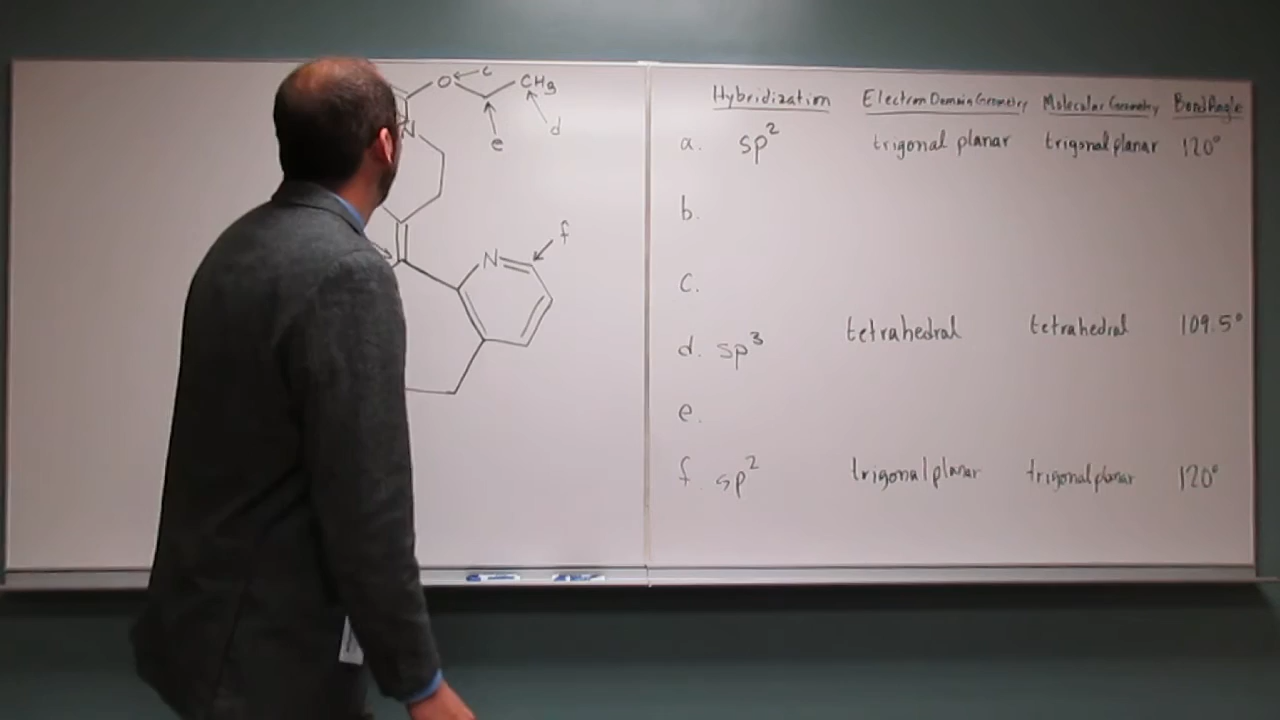 O c CH3
N
d
e
f
N
Hybridization Electron Domain Geometry Molecular Geometry Bond Angle
a. sp² trigonal planar trigonal planar 120°
b.
c.
d. sp³ tetrahedral tetrahedral 109.5°
e.
f. sp² trigonal planar trigonal planar 120°